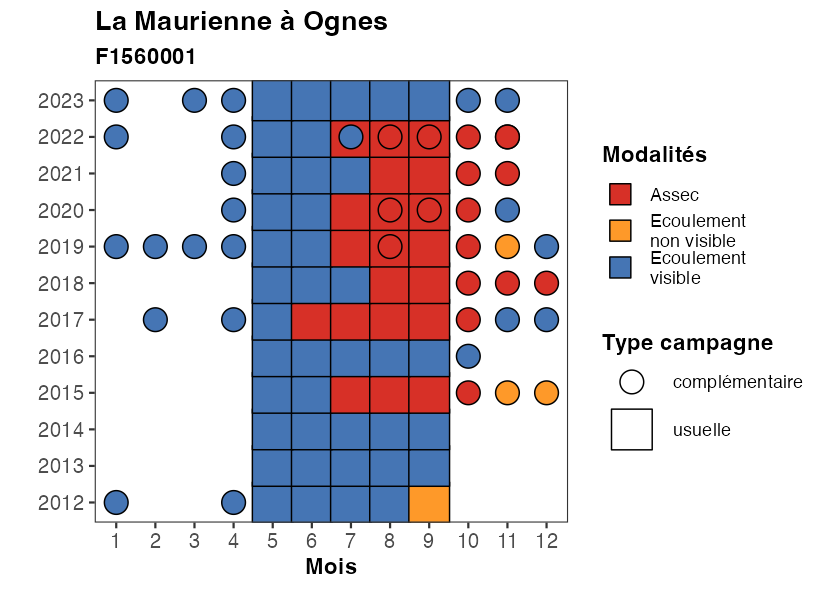 La Maurienne à Ognes
F1560001
2023
2022
2021
2020
2019
2018
2017
2016
2015
2014
2013
2012
1 2 3 4 5 6 7 8 9 10 11 12
Mois
Modalités
Assec
Ecoulement
non visible
Ecoulement
visible
Type campagne
complémentaire
usuelle